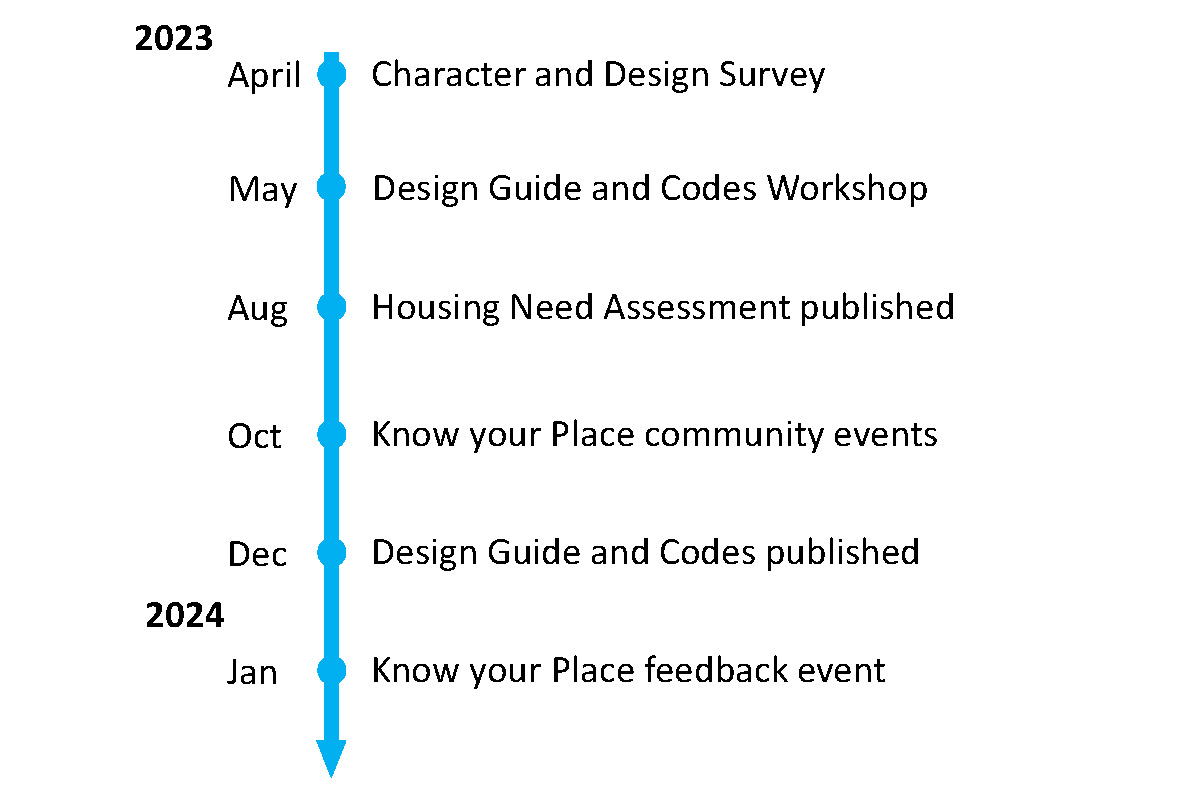 2023
April Character and Design Survey
May Design Guide and Codes Workshop
Aug Housing Need Assessment published
Oct Know your Place community events
Dec Design Guide and Codes published
2024
Jan Know your Place feedback event